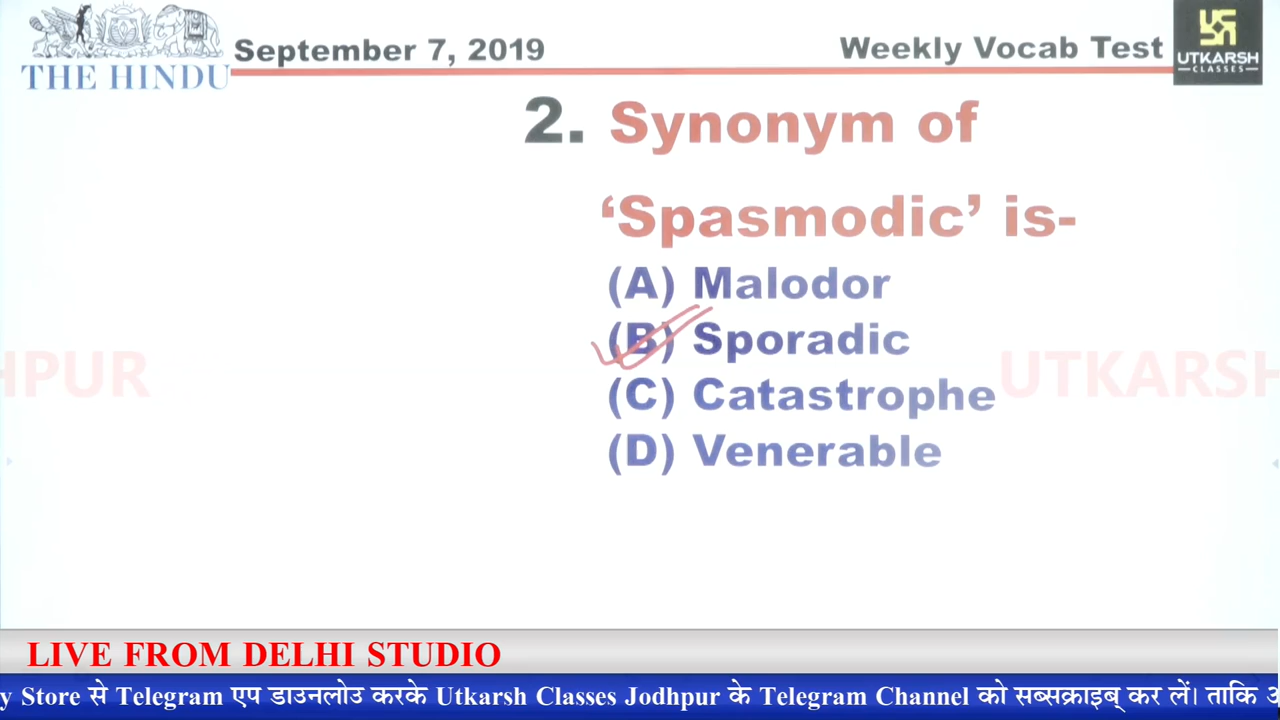 THE HINDU
September 7, 2019
Weekly Vocab Test
UTKARSH
CLASSES
2. Synonym of
‘Spasmodic’ is-
(A) Malodor
(B) Sporadic
(C) Catastrophe
(D) Venerable
HPUR
UTKARSH
LIVE FROM DELHI STUDIO
y Store से Telegram एप डाउनलोउ करके Utkarsh Classes Jodhpur के Telegram Channel को सब्सक्राइब् कर लें। ताकि